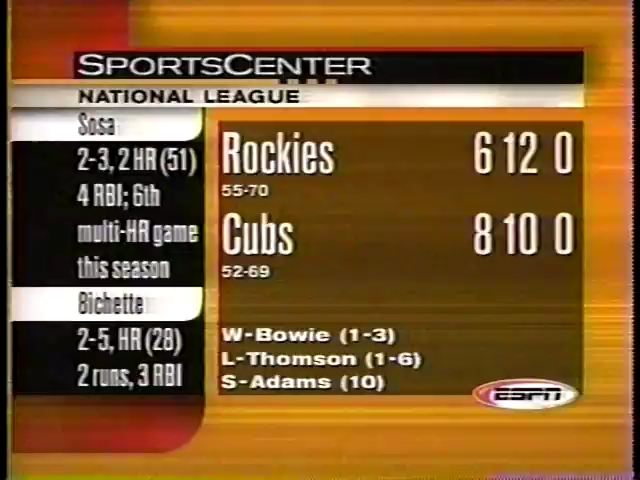 SPORTSCENTER
NATIONAL LEAGUE
Sosa
2-3, 2 HR (51)
4 RBI; 6th
multi-HR game
this season
Bichette
2-5, HR (28)
2 runs, 3 RBI
Rockies 6 12 0
55-70
Cubs 8 10 0
52-69
W-Bowie (1-3)
L-Thomson (1-6)
S-Adams (10)
ESPN